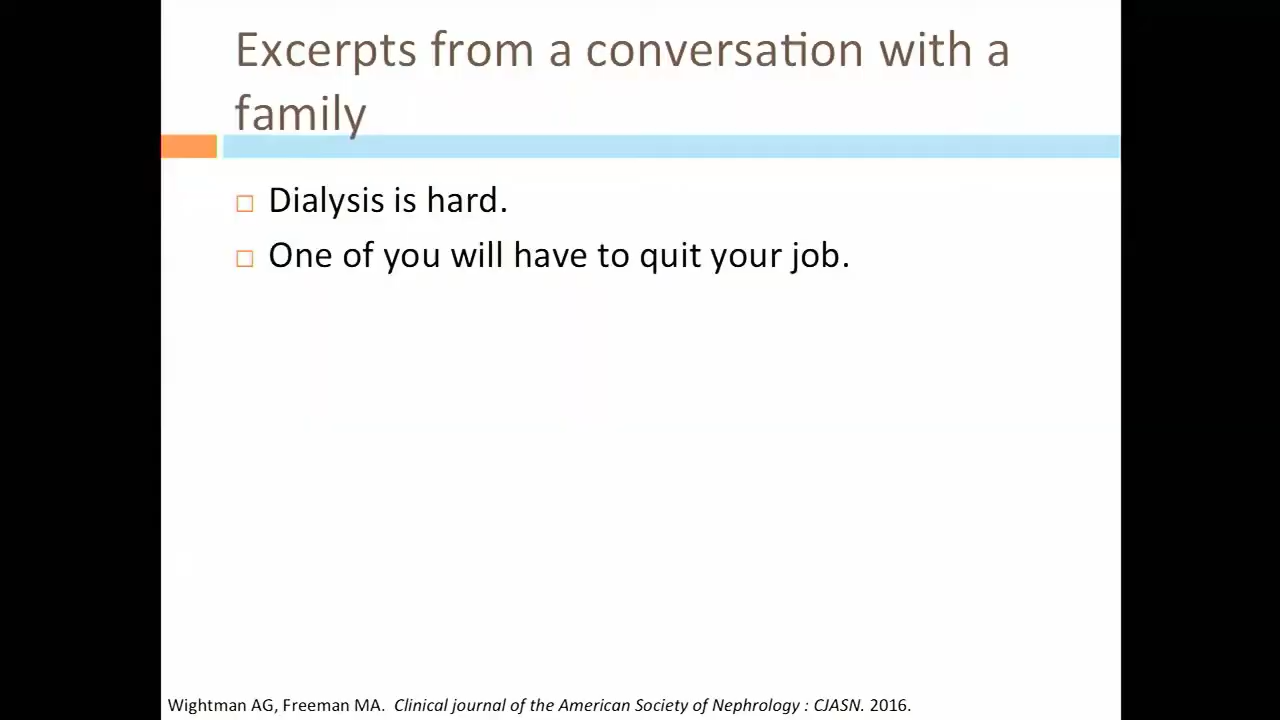 Excerpts from a conversation with a
family
Dialysis is hard.
One of you will have to quit your job.
Wightman AG, Freeman MA. Clinical journal of the American Society of Nephrology : CJASN. 2016.